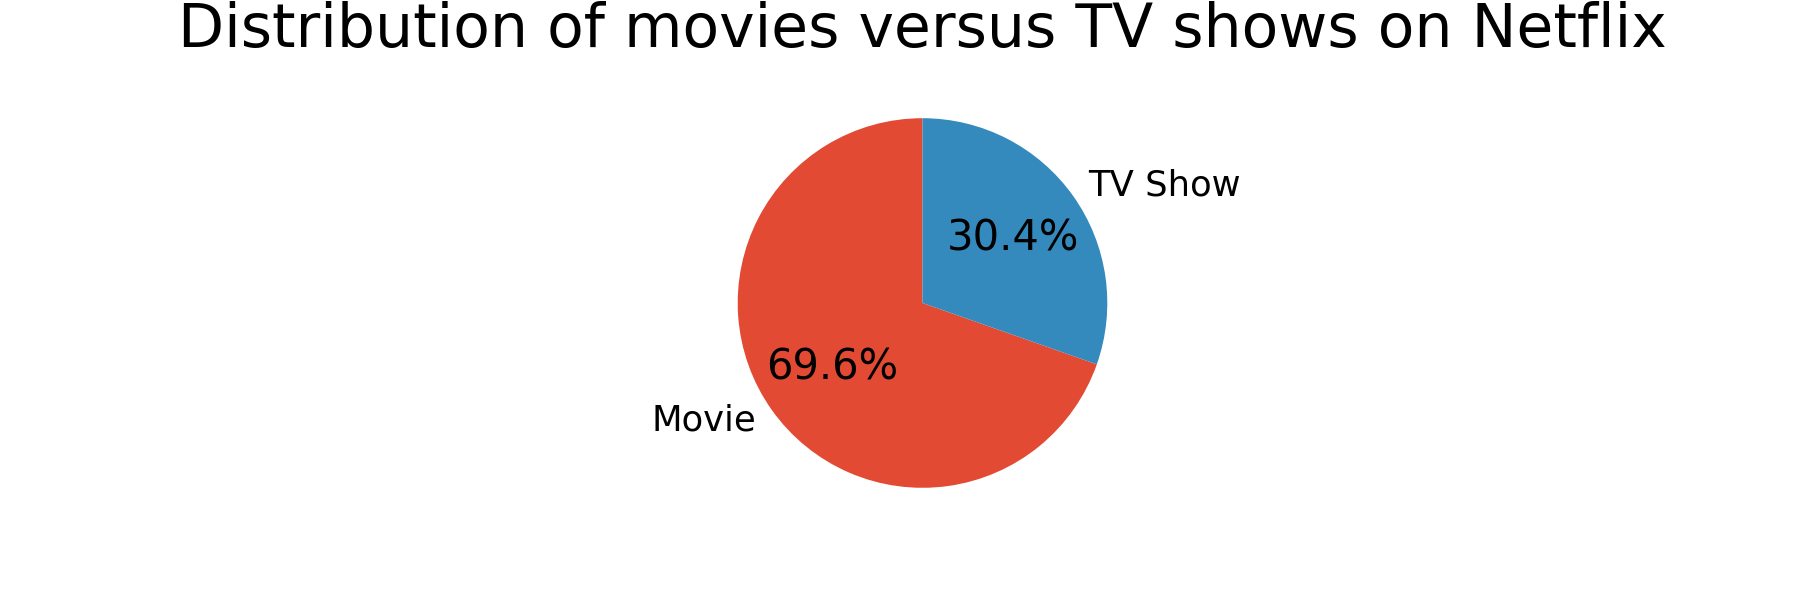 Distribution of movies versus TV shows on Netflix
TV Show
30.4%
69.6%
Movie